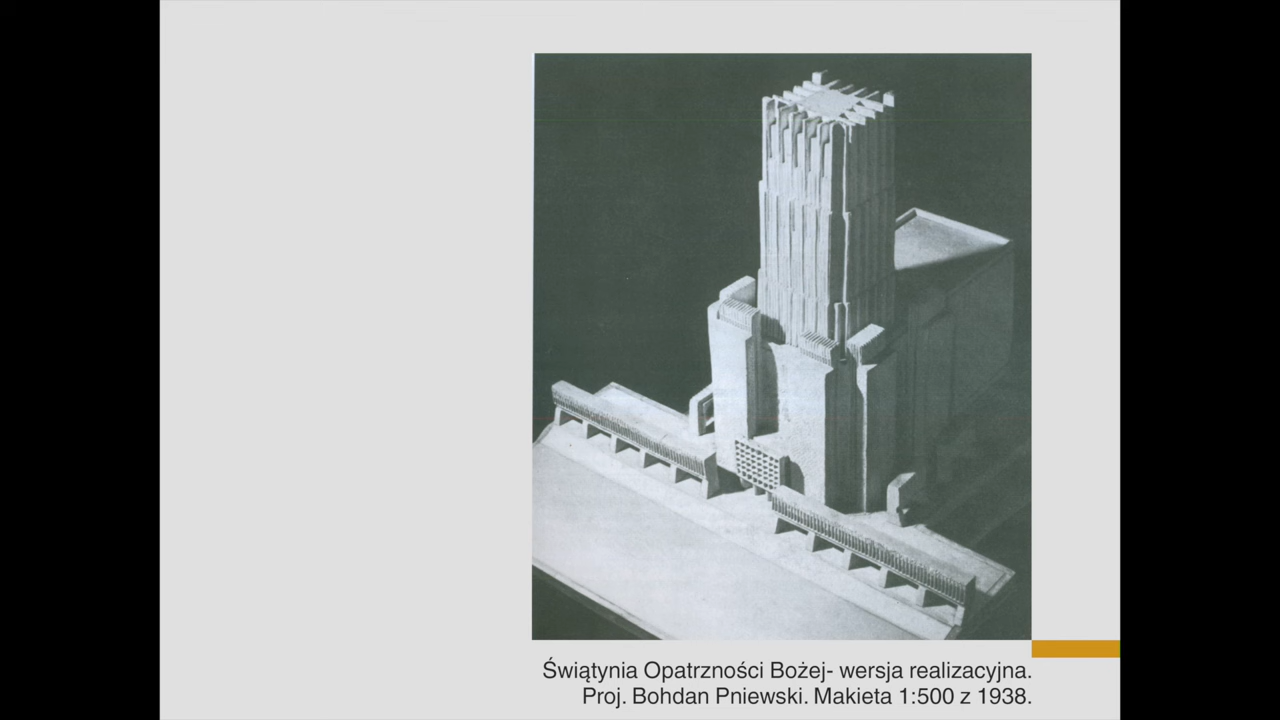 Świątynia Opatrzności Bożej- wersja realizacyjna.
Proj. Bohdan Pniewski. Makieta 1:500 z 1938.